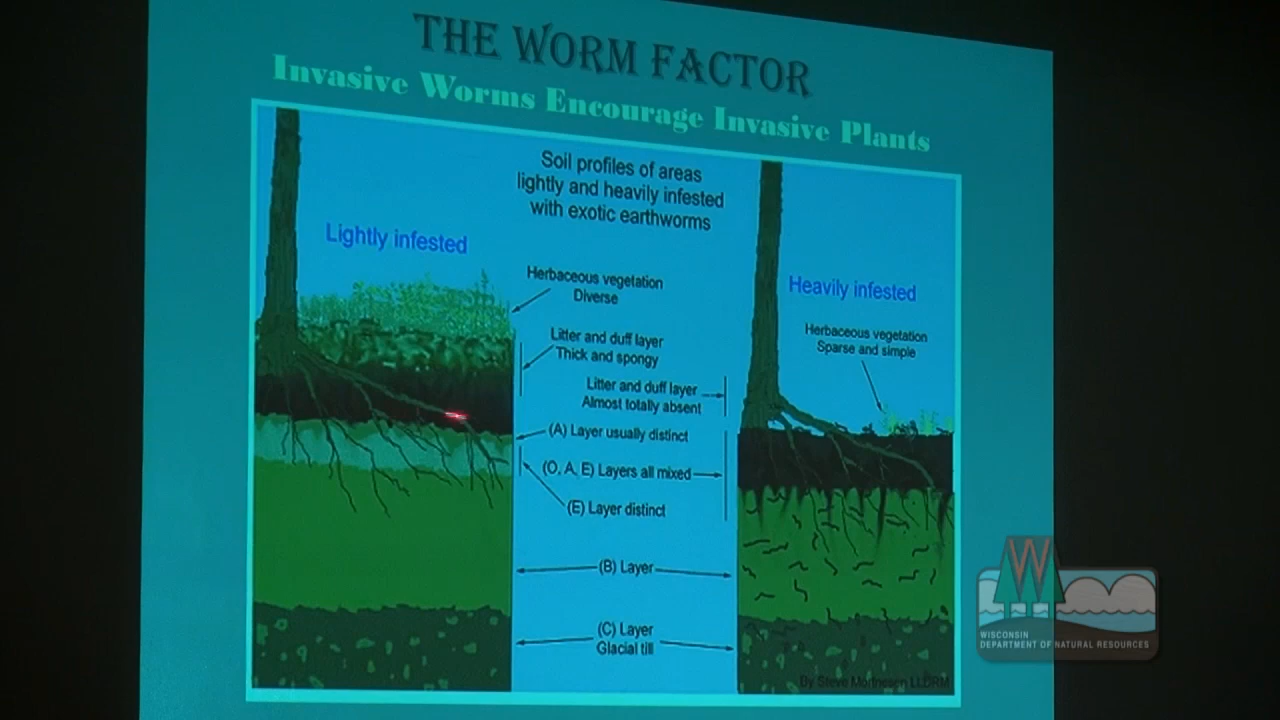 THE WORM FACTOR
Invasive Worms Encourage Invasive Plants
Soil profiles of areas
lightly and heavily infested
with exotic earthworms
Lightly infested
Heavily infested
Herbaceous vegetation
Diverse
Herbaceous vegetation
Sparse and simple
Litter and duff layer
Thick and spongy
Litter and duff layer
Almost totally absent
(A) Layer usually distinct
(O, A, E) Layers all mixed
(E) Layer distinct
(B) Layer
(C) Layer
Glacial till
By Steve
WISCONSIN
DEPARTMENT OF NATURAL RESOURCES